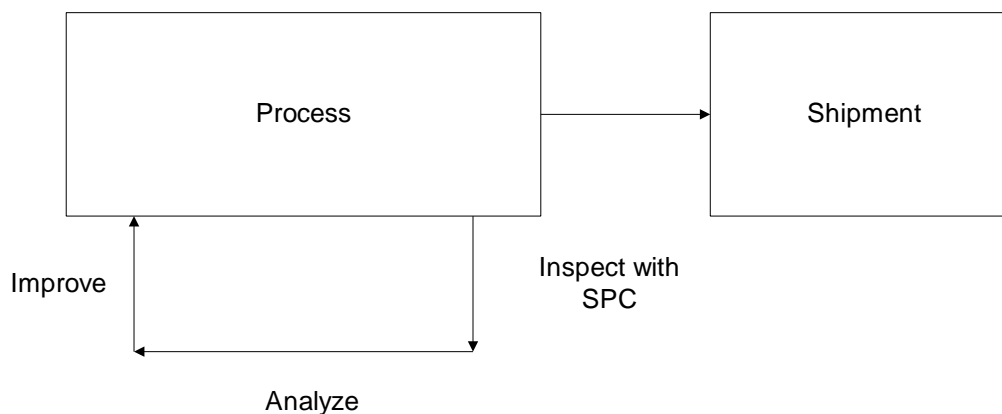 Process
Shipment
Improve
Inspect with
SPC
Analyze